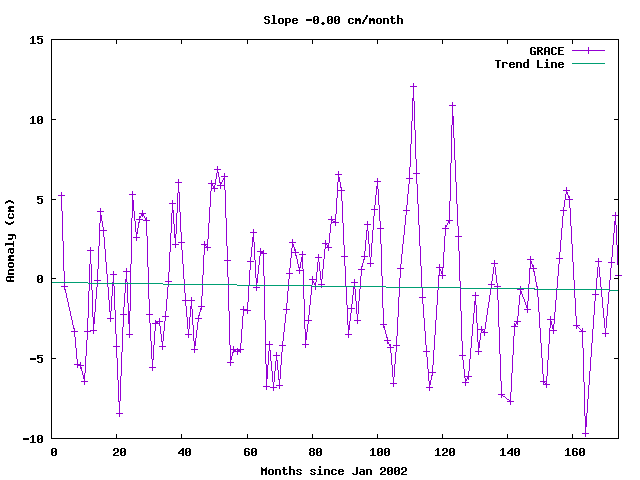 Slope -0.00 cm/month
15
GRACE
Trend Line
10
5
Anomaly (cm)
0
-5
-10
0 20 40 60 80 100 120 140 160
Months since Jan 2002